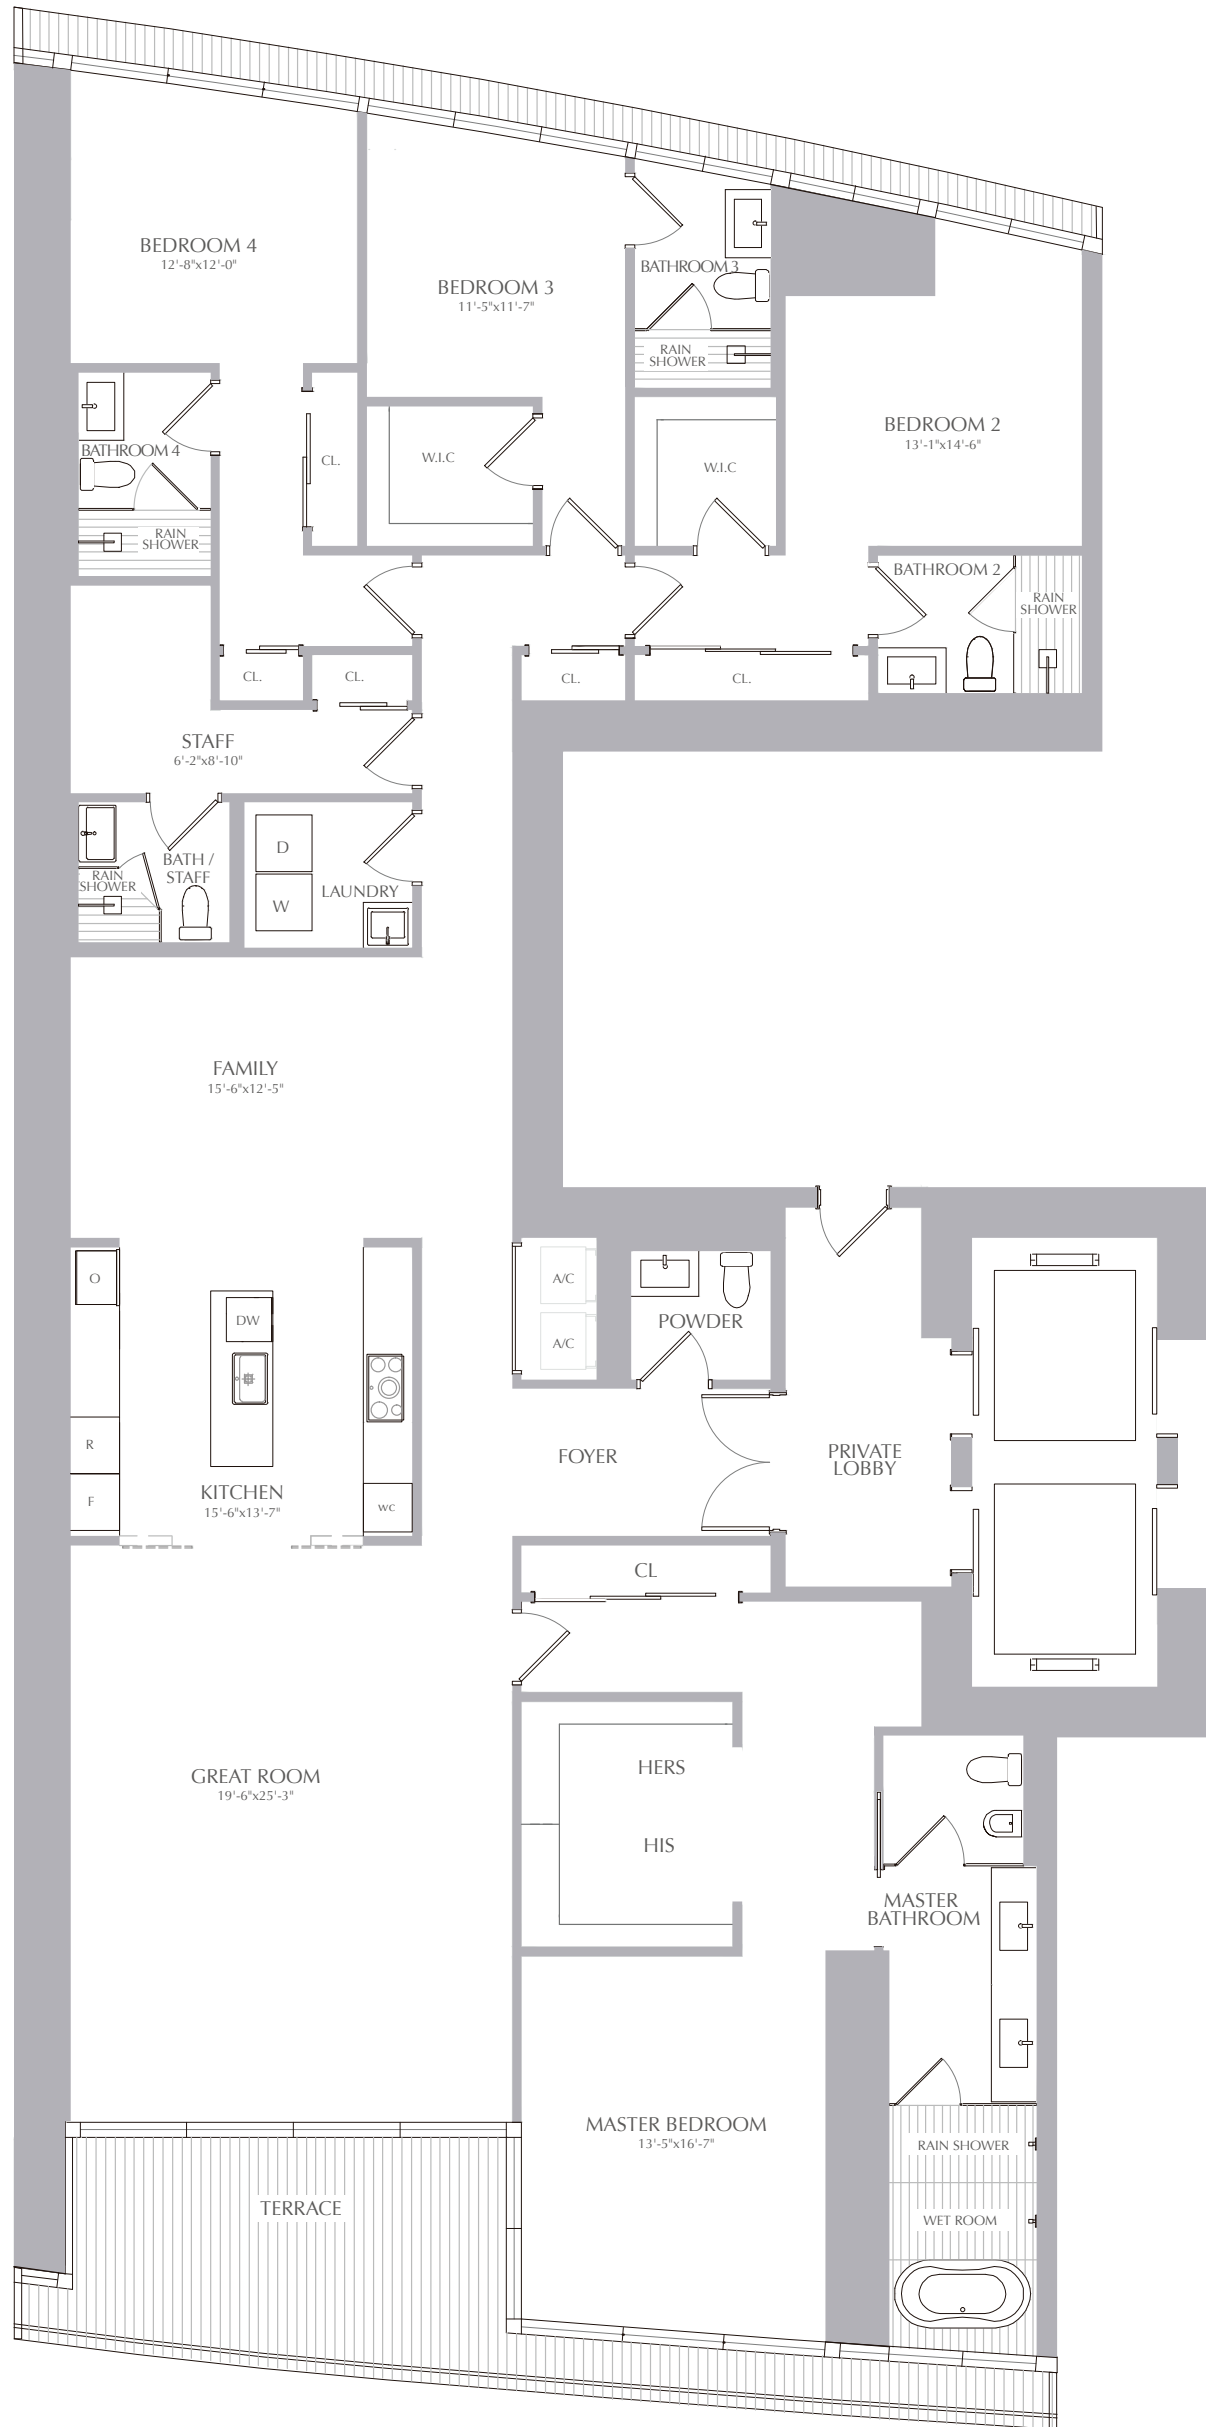 BEDROOM 4
12'-8"x12'-0"
BEDROOM 3
11'-5"x11'-7"
BATHROOM 3
RAIN
SHOWER
BEDROOM 2
13'-1"x14'-6"
BATHROOM 4
RAIN
SHOWER
CL.
W.I.C
W.I.C
BATHROOM 2
RAIN
SHOWER
CL.
CL.
CL.
CL.
STAFF
6'-2"x8'-10"
BATH /
STAFF
RAIN
SHOWER
D
W
LAUNDRY
FAMILY
15'-6"x12'-5"
O
DW
R
F
KITCHEN
15'-6"x13'-7"
wc
A/C
A/C
POWDER
FOYER
PRIVATE
LOBBY
CL
GREAT ROOM
19'-6"x25'-3"
HERS
HIS
MASTER
BATHROOM
MASTER BEDROOM
13'-5"x16'-7"
RAIN SHOWER
WET ROOM
TERRACE